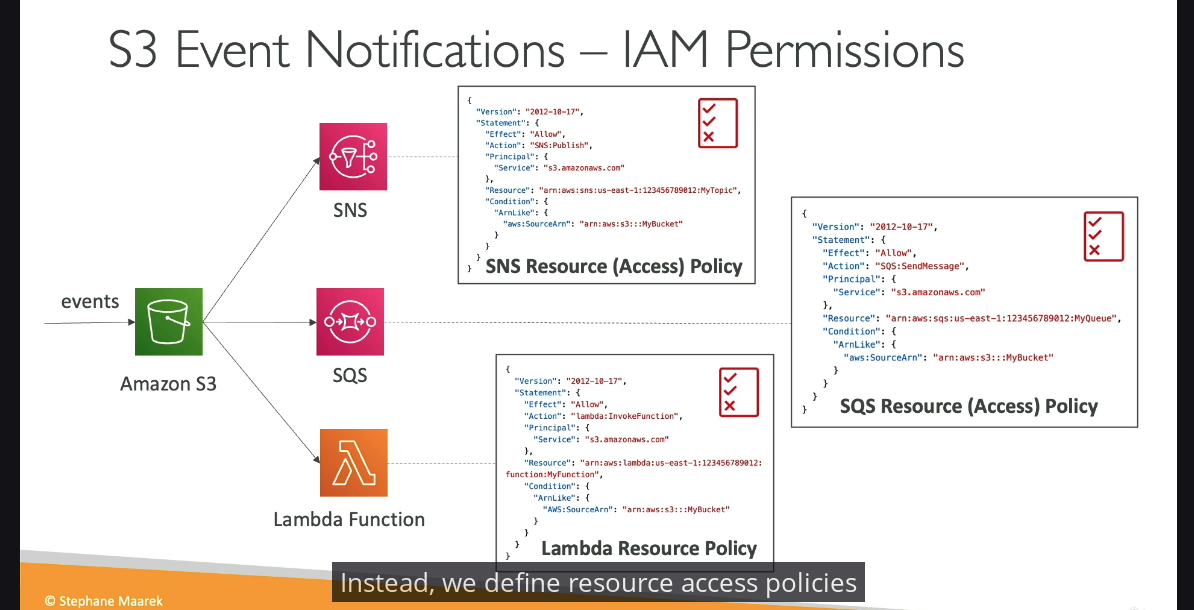 S3 Event Notifications – IAM Permissions
events
Amazon S3
SNS
SQS
Lambda Function
{
"Version": "2012-10-17",
"Statement": {
"Effect": "Allow",
"Action": "SNS:Publish",
"Principal": {
"Service": "s3.amazonaws.com"
},
"Resource": "arn:aws:sns:us-east-1:123456789012:MyTopic",
"Condition": {
"ArnLike": {
"aws:SourceArn": "arn:aws:s3:::MyBucket"
}
}
}
}
SNS Resource (Access) Policy
{
"Version": "2012-10-17",
"Statement": {
"Effect": "Allow",
"Action": "SQS:SendMessage",
"Principal": {
"Service": "s3.amazonaws.com"
},
"Resource": "arn:aws:sqs:us-east-1:123456789012:MyQueue",
"Condition": {
"ArnLike": {
"aws:SourceArn": "arn:aws:s3:::MyBucket"
}
}
}
}
SQS Resource (Access) Policy
{
"Version": "2012-10-17",
"Statement": {
"Effect": "Allow",
"Action": "lambda:InvokeFunction",
"Principal": {
"Service": "s3.amazonaws.com"
},
"Resource": "arn:aws:lambda:us-east-1:123456789012:
function:MyFunction",
"Condition": {
"ArnLike": {
"AWS:SourceArn": "arn:aws:s3:::MyBucket"
}
}
}
}
Lambda Resource Policy
Instead, we define resource access policies
© Stephane Maarek